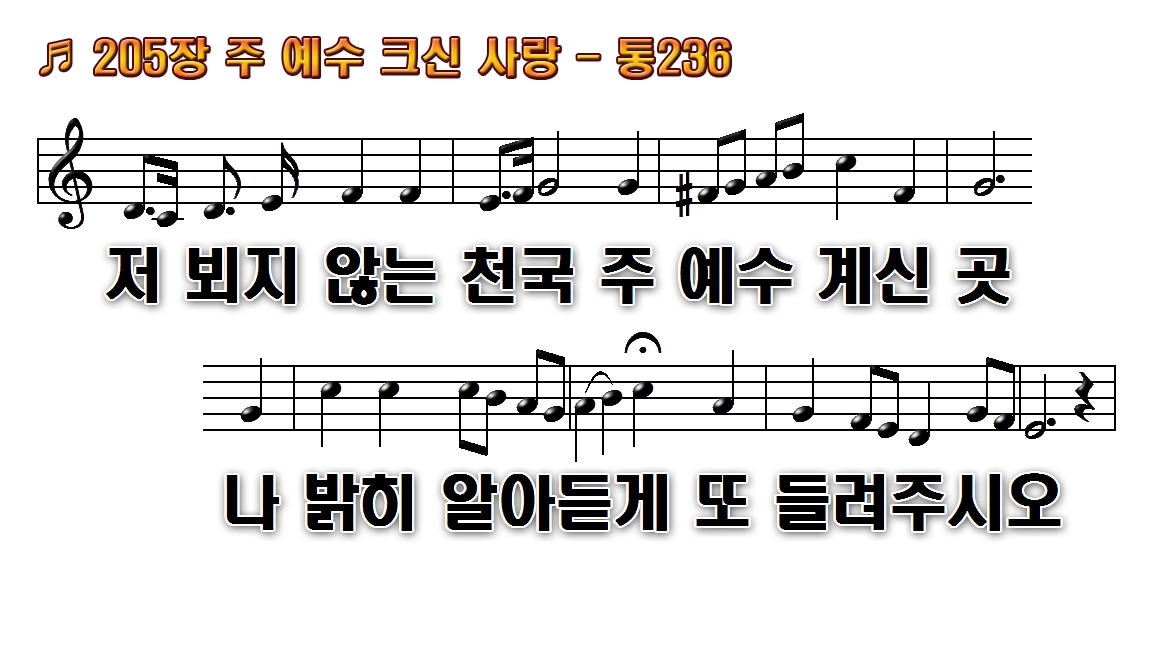 ♬ 205장 주 예수 크신 사랑 - 통236
저 뵈지 않는 천국 주 예수 계신 곳
나 밝히 알아듣게 또 들려주시오